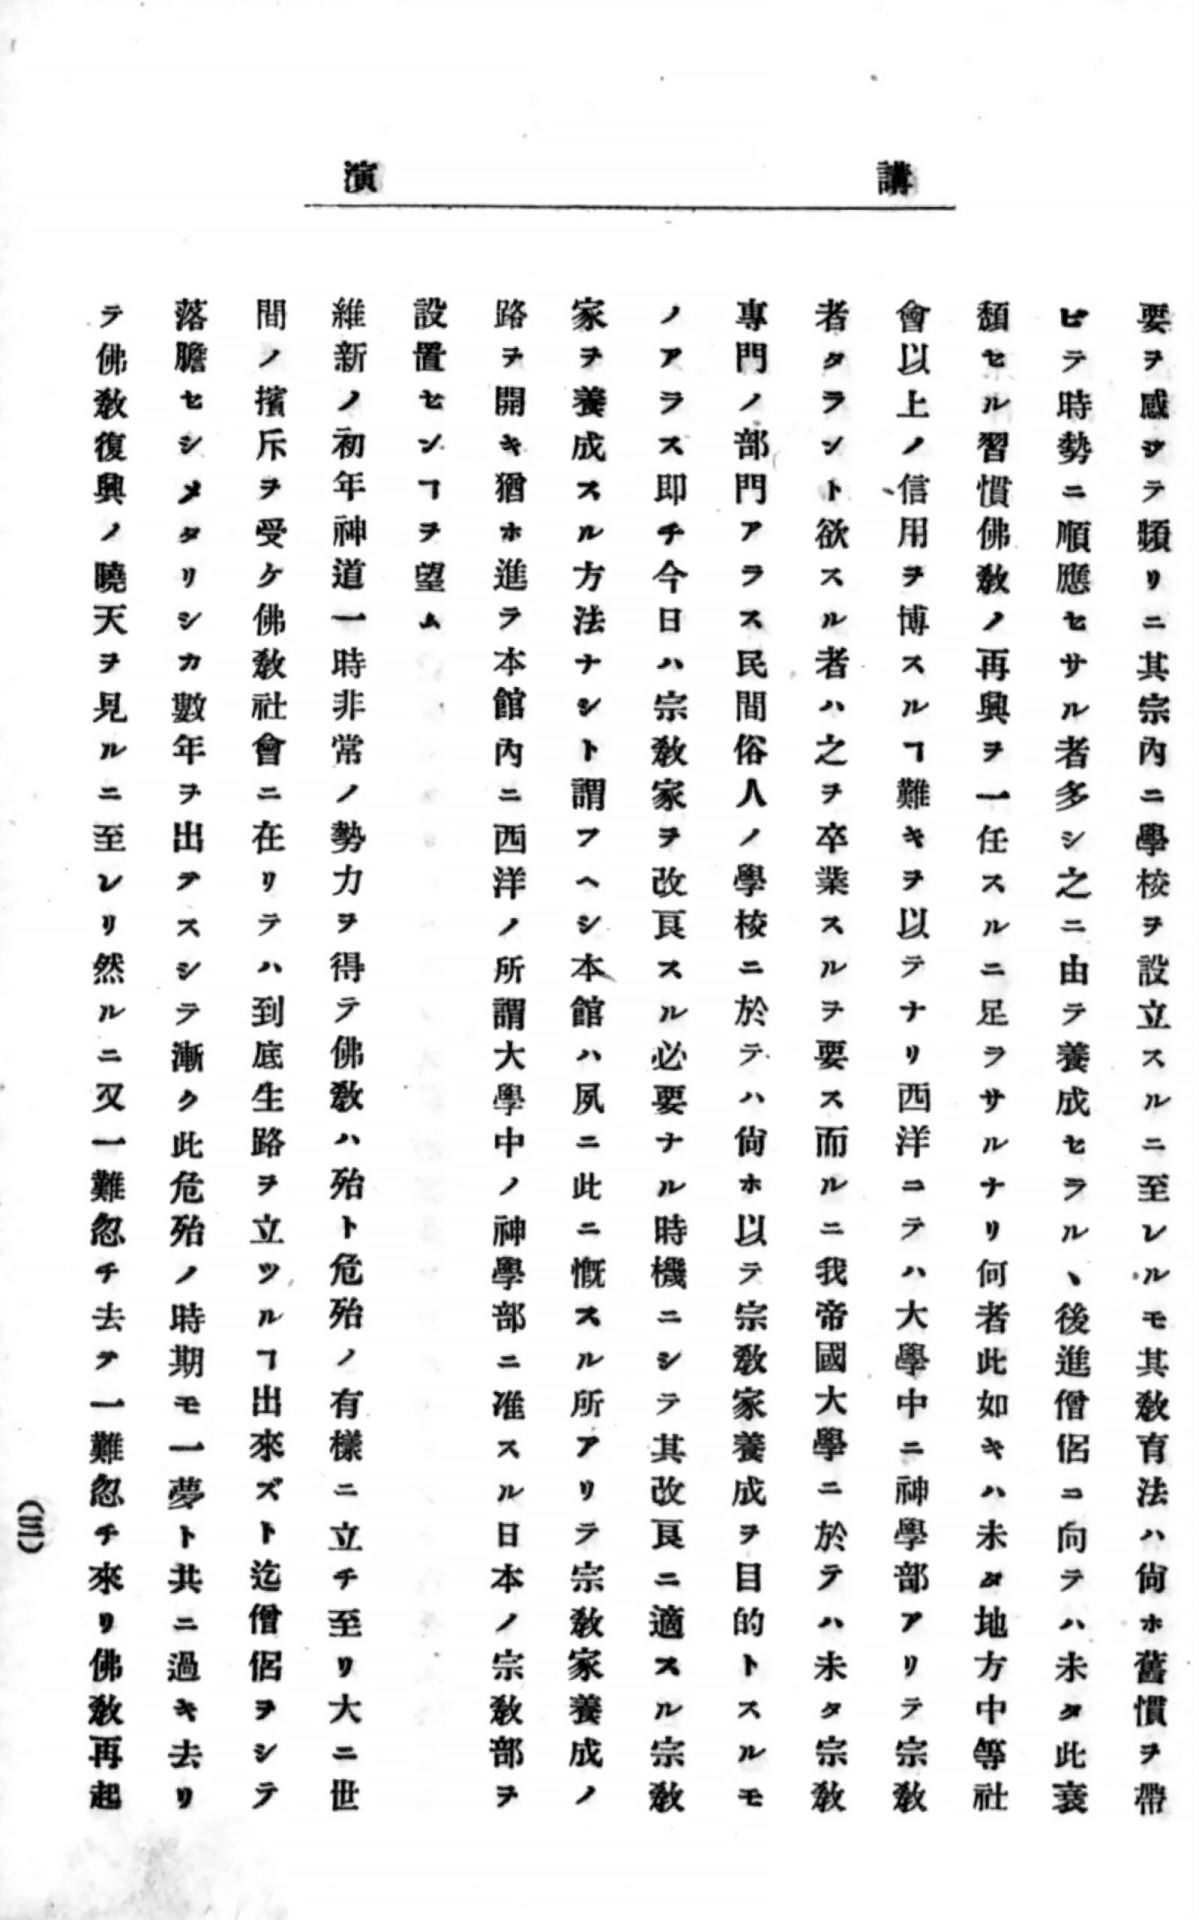 講演
要ヲ感ジテ頻リニ其宗內ニ學校ヲ設立スルニ至レルモ其敎育法ハ尙ホ舊慣ヲ帶
ビテ時勢ニ順應セサル者多シ之ニ由テ養成セラルヽ後進僧侶ニ向テハ未タ此衰
頽セル習慣佛敎ノ再興ヲ一任スルニ足ラサルナリ何者此如キハ未タ地方中等社
會以上ノ信用ヲ博スルヿ難キヲ以テナリ西洋ニテハ大學中ニ神學部アリテ宗敎
者タラント欲スル者ハ之ヲ卒業スルヲ要ス而ルニ我帝國大學ニ於テハ未タ宗敎
專門ノ部門アラス民間俗人ノ學校ニ於テハ尙ホ以テ宗敎家養成ヲ目的トスルモ
ノアラス即チ今日ハ宗敎家ヲ改良スル必要ナル時機ニシテ其改良ニ適スル宗敎
家ヲ養成スル方法ナシト謂フヘシ本館ハ夙ニ此ニ慨スル所アリテ宗敎家養成ノ
路ヲ開キ猶ホ進テ本館內ニ西洋ノ所謂大學中ノ神學部ニ准スル日本ノ宗敎部ヲ
設置センヿヲ望ム
維新ノ初年神道一時非常ノ勢力ヲ得テ佛敎ハ殆ト危殆ノ有樣ニ立チ至リ大ニ世
間ノ擯斥ヲ受ケ佛敎社會ニ在リテハ到底生路ヲ立ツルヿ出來ズト迄僧侶ヲシテ
落膽セシメタリシカ數年ヲ出テスシテ漸ク此危殆ノ時期モ一夢ト共ニ過キ去リ
テ佛敎復興ノ曉天ヲ見ルニ至レリ然ルニ又一難忽チ去テ一難忽チ來リ佛敎再起
(三)